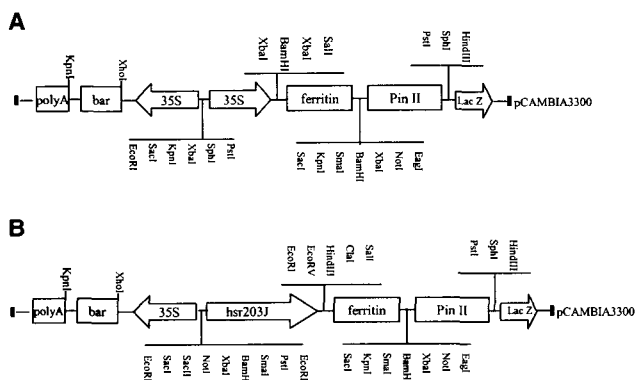 A
XbaI BamHI XbaI SalI
PstI SphI HindIII
KpnI XhoI
polyA bar 35S 35S ferritin Pin II Lac Z pCAMBIA3300
EcoRI SacI KpnI XbaI SphI PstI
SacI KpnI SmaI BamHI XbaI NotI EagI
B
EcoRI EcoRV HindIII ClaI SalI
PstI SphI HindIII
KpnI XhoI
polyA bar 35S hsr203J ferritin Pin II Lac Z pCAMBIA3300
EcoRI SacI SacII NotI XbaI BamHI SmaI PstI EcoRI
SacI KpnI SmaI BamHI XbaI NotI EagI